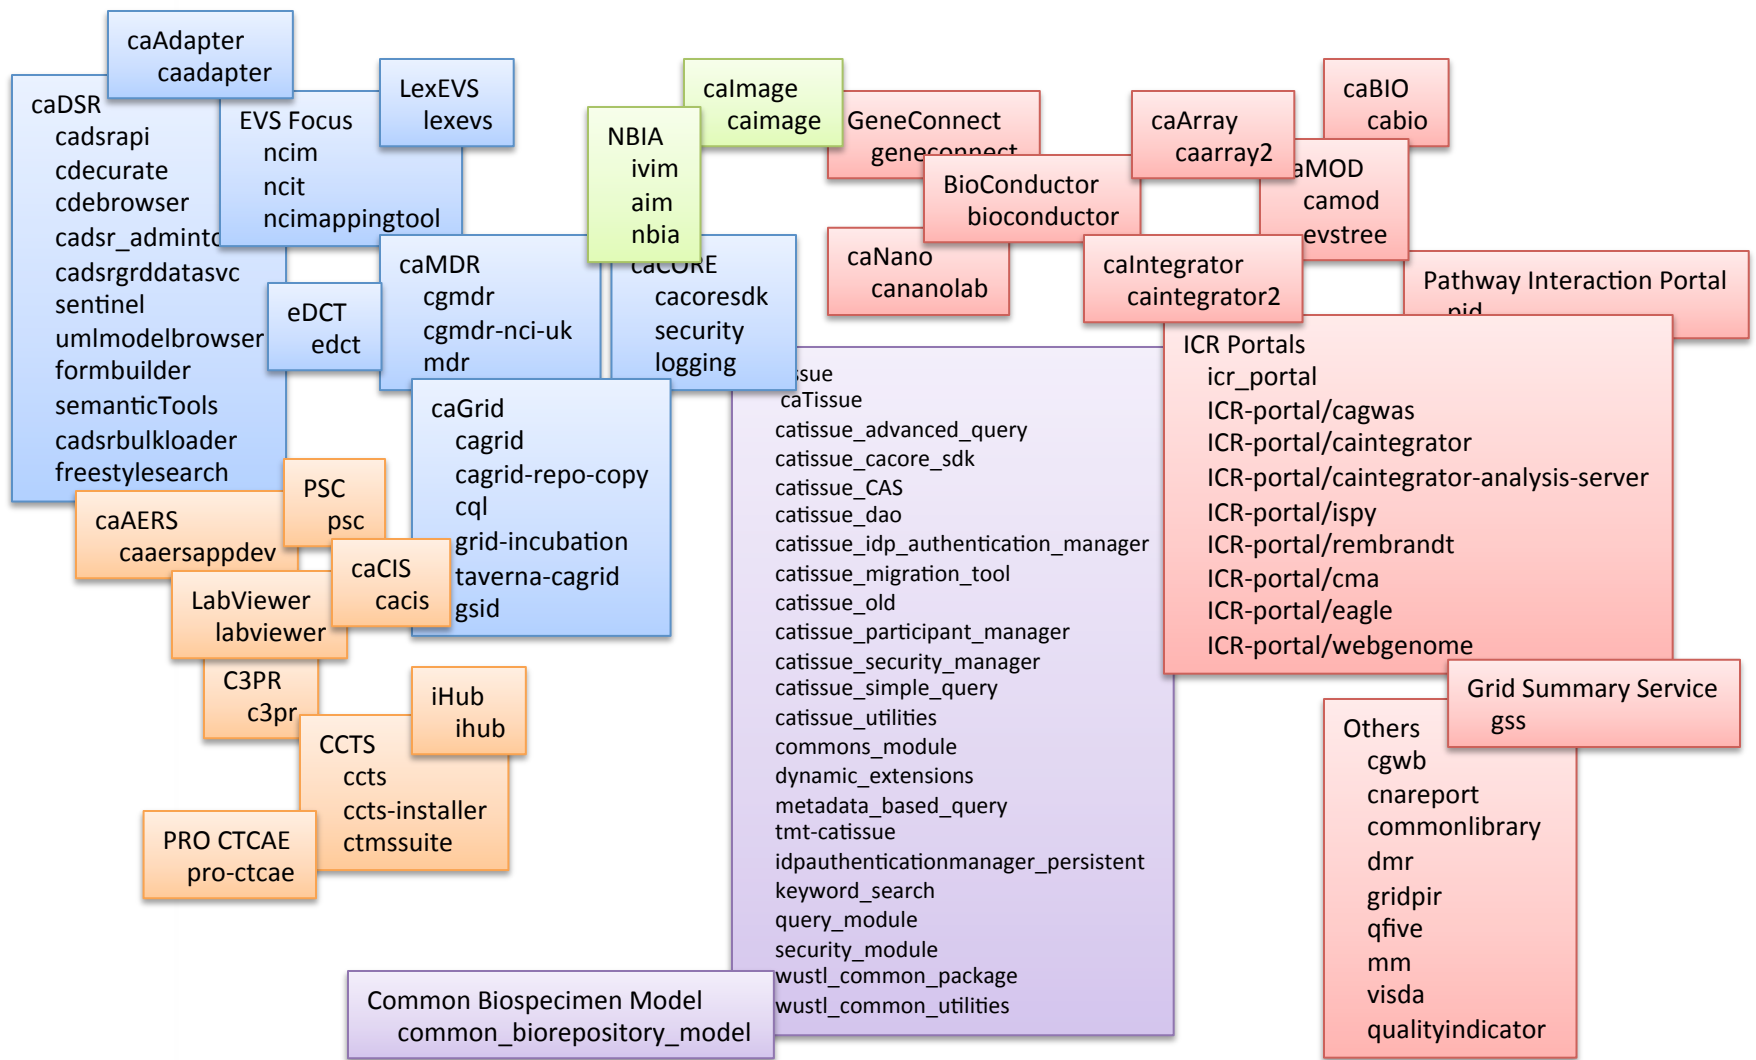 caAdapter
caadapter
caDSR
cadsrapi
cdecurate
cdebrowser
cadsr_admintc
cadsrgrddatasvc
sentinel
umlmodelbrowser
formbuilder
semanticTools
cadsrbulkloader
freestylesearch
EVS Focus
ncim
ncit
ncimappingtool
LexEVS
lexevs
eDCT
edct
caMDR
cgmdr
cgmdr-nci-uk
mdr
caCORE
cacoresdk
security
logging
caGrid
cagrid
cagrid-repo-copy
cql
grid-incubation
taverna-cagrid
gsid
caImage
caimage
NBIA
ivim
aim
nbia
GeneConnect
geneconnect
BioConductor
bioconductor
caNano
cananolab
caArray
caarray2
caBIO
cabio
aMOD
camod
evstree
caIntegrator
caintegrator2
Pathway Interaction Portal
pid
ICR Portals
icr_portal
ICR-portal/cagwas
ICR-portal/caintegrator
ICR-portal/caintegrator-analysis-server
ICR-portal/ispy
ICR-portal/rembrandt
ICR-portal/cma
ICR-portal/eagle
ICR-portal/webgenome
Grid Summary Service
gss
Others
cgwb
cnareport
commonlibrary
dmr
gridpir
qfive
mm
visda
qualityindicator
ssue
caTissue
catissue_advanced_query
catissue_cacore_sdk
catissue_CAS
catissue_dao
catissue_idp_authentication_manager
catissue_migration_tool
catissue_old
catissue_participant_manager
catissue_security_manager
catissue_simple_query
catissue_utilities
commons_module
dynamic_extensions
metadata_based_query
tmt-catissue
idpauthenticationmanager_persistent
keyword_search
query_module
security_module
wustl_common_package
wustl_common_utilities
Common Biospecimen Model
common_biorepository_model
PSC
psc
caAERS
caaersappdev
caCIS
cacis
LabViewer
labviewer
C3PR
c3pr
iHub
ihub
CCTS
ccts
ccts-installer
ctmssuite
PRO CTCAE
pro-ctcae